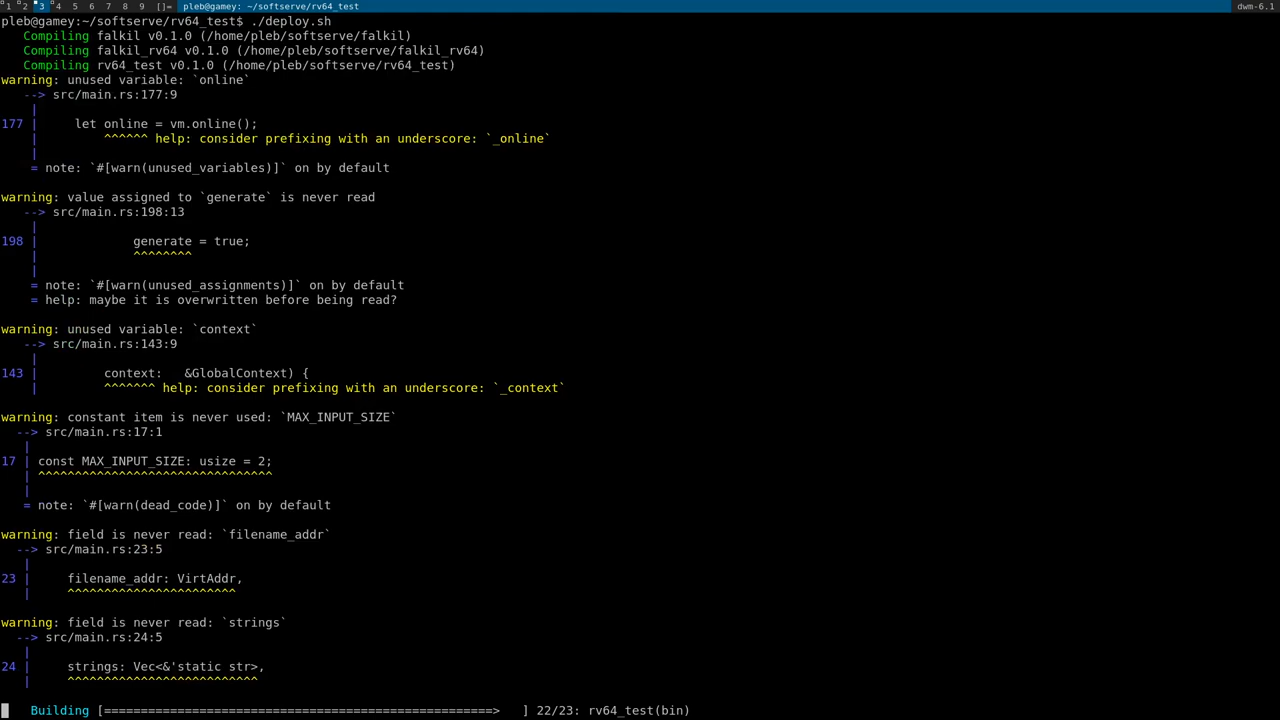 1 2 3 4 5 6 7 8 9 []= pleb@gamey: ~/softserve/rv64_test dwm-6.1
pleb@gamey:~/softserve/rv64_test$ ./deploy.sh
   Compiling falkil v0.1.0 (/home/pleb/softserve/falkil)
   Compiling falkil_rv64 v0.1.0 (/home/pleb/softserve/falkil_rv64)
   Compiling rv64_test v0.1.0 (/home/pleb/softserve/rv64_test)
warning: unused variable: `online`
   --> src/main.rs:177:9
    |
177 |     let online = vm.online();
    |         ^^^^^^ help: consider prefixing with an underscore: `_online`
    |
    = note: `#[warn(unused_variables)]` on by default

warning: value assigned to `generate` is never read
   --> src/main.rs:198:13
    |
198 |             generate = true;
    |             ^^^^^^^^
    |
    = note: `#[warn(unused_assignments)]` on by default
    = help: maybe it is overwritten before being read?

warning: unused variable: `context`
   --> src/main.rs:143:9
    |
143 |         context:   &GlobalContext) {
    |         ^^^^^^^ help: consider prefixing with an underscore: `_context`

warning: constant item is never used: `MAX_INPUT_SIZE`
  --> src/main.rs:17:1
   |
17 | const MAX_INPUT_SIZE: usize = 2;
   | ^^^^^^^^^^^^^^^^^^^^^^^^^^^^^^^^
   |
   = note: `#[warn(dead_code)]` on by default

warning: field is never read: `filename_addr`
  --> src/main.rs:23:5
   |
23 |     filename_addr: VirtAddr,
   |     ^^^^^^^^^^^^^^^^^^^^^^^

warning: field is never read: `strings`
  --> src/main.rs:24:5
   |
24 |     strings: Vec<&'static str>,
   |     ^^^^^^^^^^^^^^^^^^^^^^^^^^

    Building [=====================================================>   ] 22/23: rv64_test(bin)